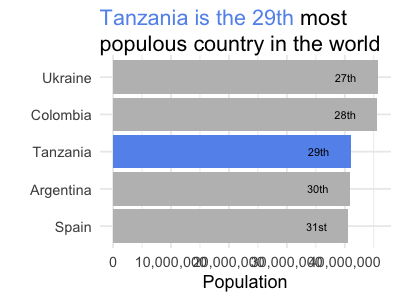 Tanzania is the 29th most
populous country in the world
Ukraine 27th
Colombia 28th
Tanzania 29th
Argentina 30th
Spain 31st
0 10,000,000 20,000,000 30,000,000 40,000,000
Population